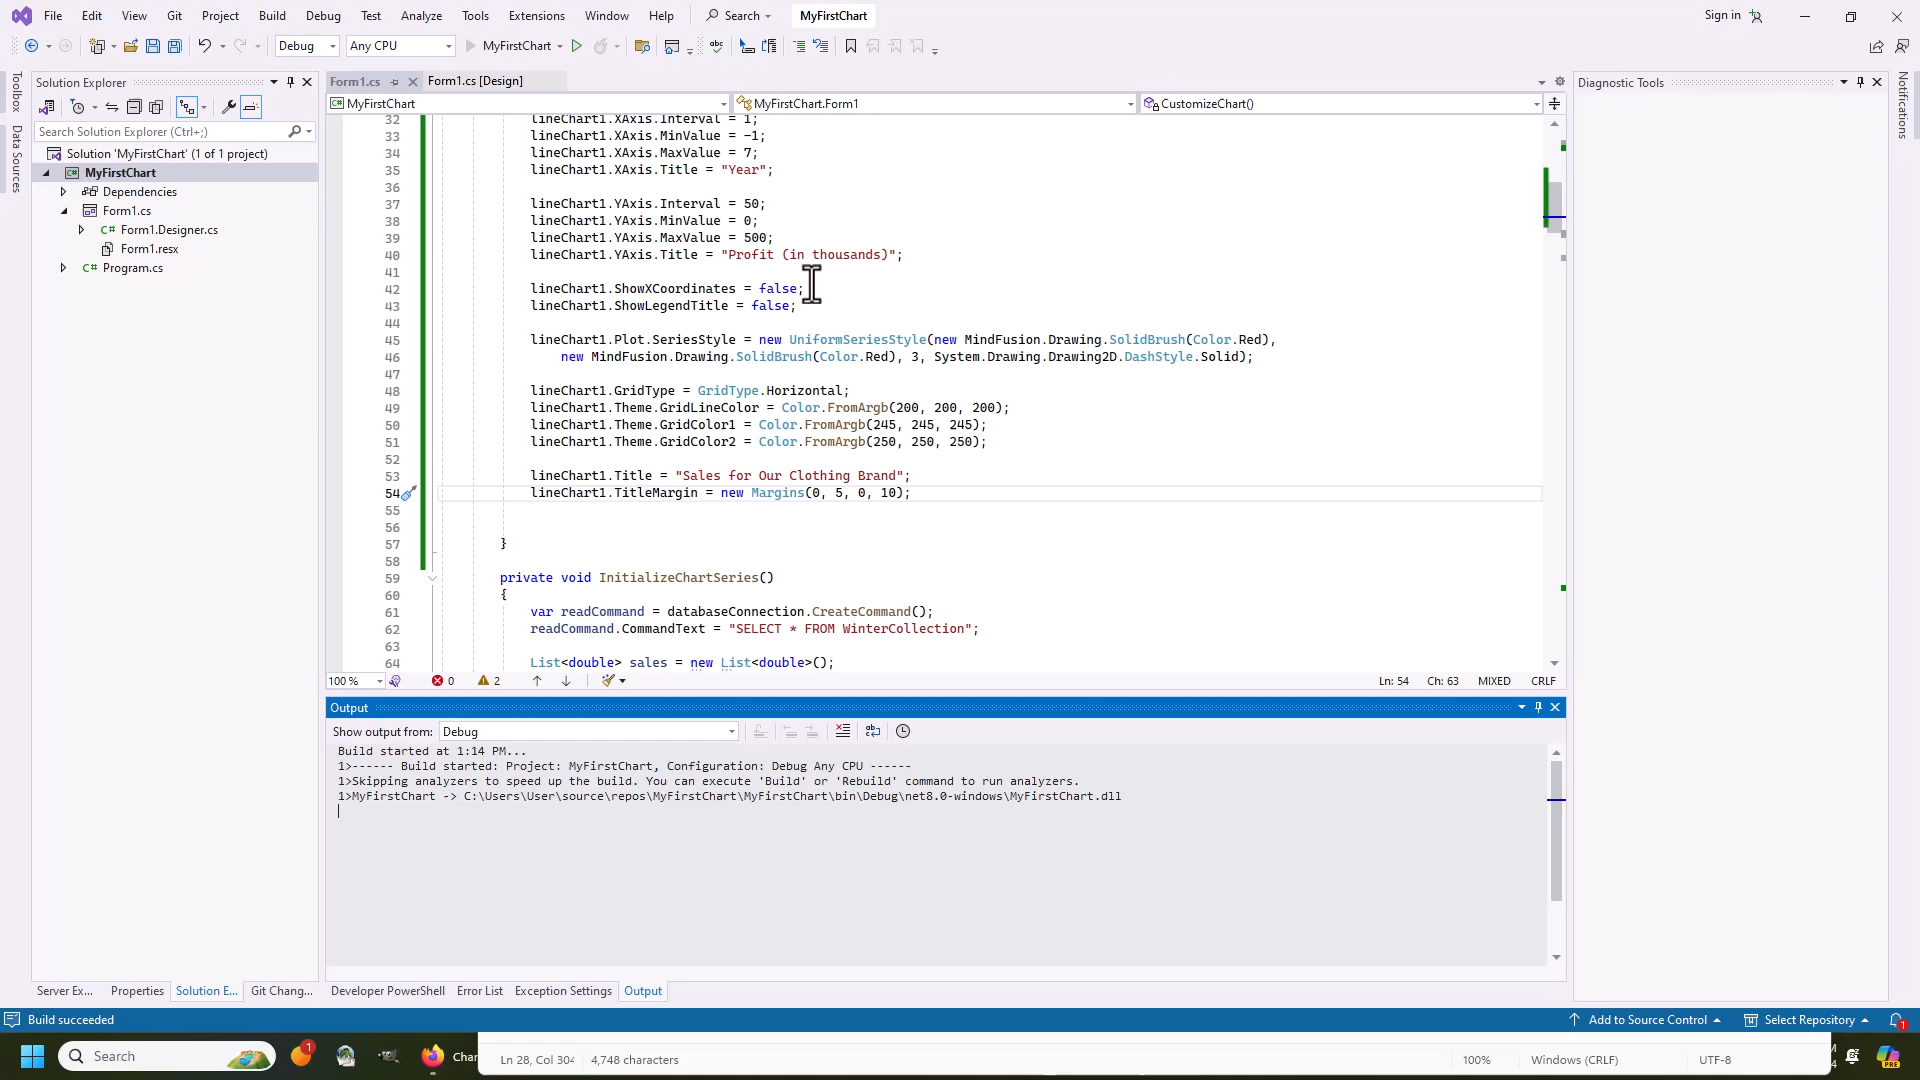 File Edit View Git Project Build Debug Test Analyze Tools Extensions Window Help Search MyFirstChart Sign in
Debug Any CPU MyFirstChart
Toolbox
Data Sources
Solution Explorer
Search Solution Explorer (Ctrl+;)
Solution 'MyFirstChart' (1 of 1 project)
MyFirstChart
Dependencies
Form1.cs
C# Form1.Designer.cs
Form1.resx
C# Program.cs
Form1.cs Form1.cs [Design]
MyFirstChart MyFirstChart.Form1 CustomizeChart()
32 lineChart1.XAxis.Interval = 1;
33 lineChart1.XAxis.MinValue = -1;
34 lineChart1.XAxis.MaxValue = 7;
35 lineChart1.XAxis.Title = "Year";
36
37 lineChart1.YAxis.Interval = 50;
38 lineChart1.YAxis.MinValue = 0;
39 lineChart1.YAxis.MaxValue = 500;
40 lineChart1.YAxis.Title = "Profit (in thousands)";
41
42 lineChart1.ShowXCoordinates = false;
43 lineChart1.ShowLegendTitle = false;
44
45 lineChart1.Plot.SeriesStyle = new UniformSeriesStyle(new MindFusion.Drawing.SolidBrush(Color.Red),
46 new MindFusion.Drawing.SolidBrush(Color.Red), 3, System.Drawing.Drawing2D.DashStyle.Solid);
47
48 lineChart1.GridType = GridType.Horizontal;
49 lineChart1.Theme.GridLineColor = Color.FromArgb(200, 200, 200);
50 lineChart1.Theme.GridColor1 = Color.FromArgb(245, 245, 245);
51 lineChart1.Theme.GridColor2 = Color.FromArgb(250, 250, 250);
52
53 lineChart1.Title = "Sales for Our Clothing Brand";
54 lineChart1.TitleMargin = new Margins(0, 5, 0, 10);
55
56
57 }
58
59 private void InitializeChartSeries()
60 {
61 var readCommand = databaseConnection.CreateCommand();
62 readCommand.CommandText = "SELECT * FROM WinterCollection";
63
64 List<double> sales = new List<double>();
100 % 0 2 Ln: 54 Ch: 63 MIXED CRLF
Output
Show output from: Debug
Build started at 1:14 PM...
1>------ Build started: Project: MyFirstChart, Configuration: Debug Any CPU ------
1>Skipping analyzers to speed up the build. You can execute 'Build' or 'Rebuild' command to run analyzers.
1>MyFirstChart -> C:\Users\User\source\repos\MyFirstChart\MyFirstChart\bin\Debug\net8.0-windows\MyFirstChart.dll
Diagnostic Tools
Notifications
Server Ex... Properties Solution E... Git Chang... Developer PowerShell Error List Exception Settings Output
Build succeeded Add to Source Control Select Repository 1
Search 1 Ln 28, Col 304 4,748 characters 100% Windows (CRLF) UTF-8 PRE